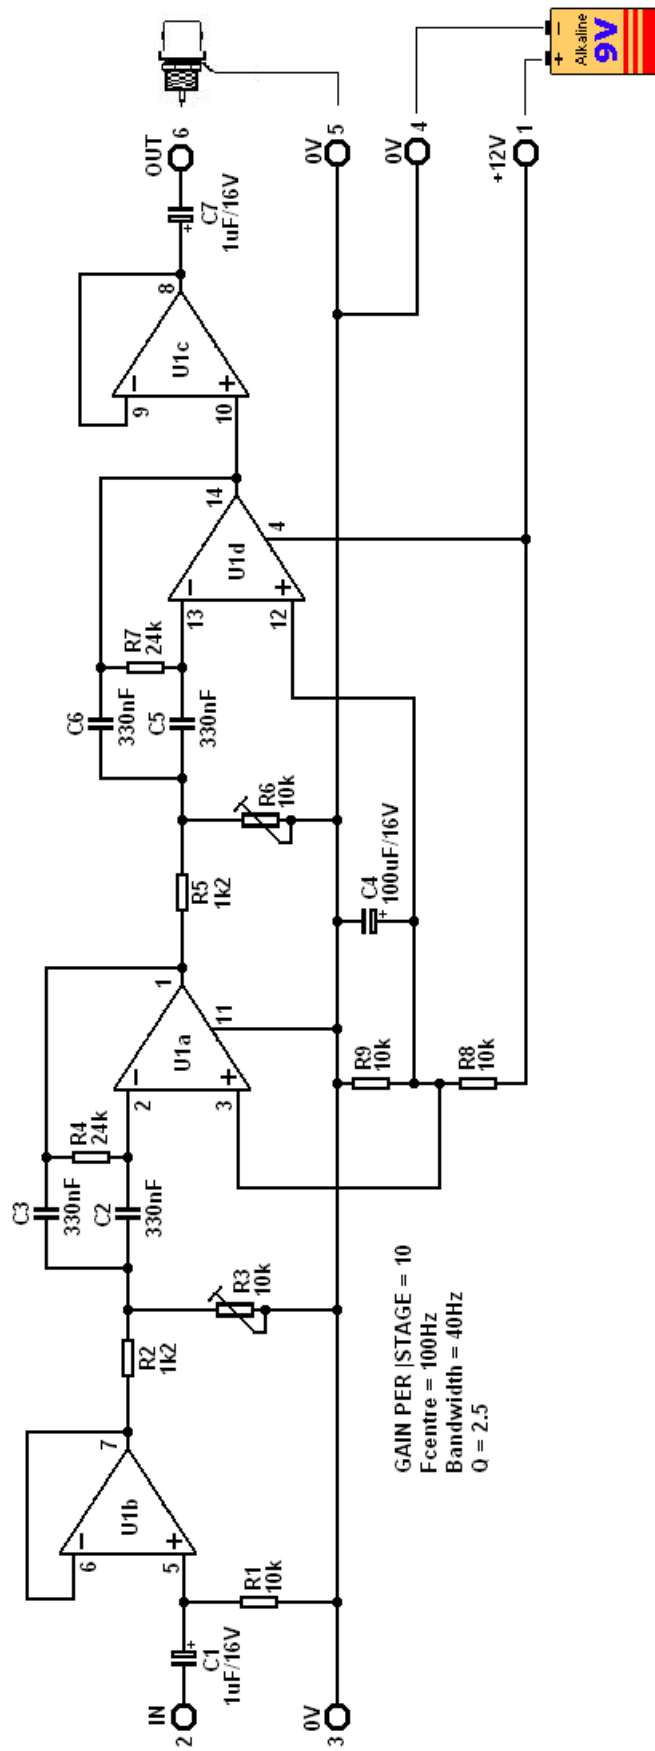 IN
2
C1
1uF/16V
+
R1
10k
0V
3
6
5
−
+
U1b
7
R2
1k2
R3
10k
C3
330nF
C2
330nF
R4
24k
2
3
−
+
U1a
1
11
R5
1k2
R6
10k
C6
330nF
C5
330nF
R7
24k
13
12
−
+
U1d
14
4
9
10
−
+
U1c
8
C7
1uF/16V
+
OUT
6
0V
5
0V
4
+12V
1
C4
100uF/16V
+
R9
10k
R8
10k
GAIN PER |STAGE = 10
Fcentre = 100Hz
Bandwidth = 40Hz
Q = 2.5
+ −
Alkaline
9V